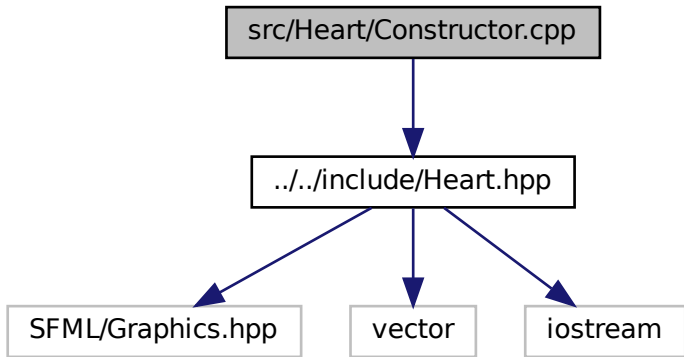 src/Heart/Constructor.cpp
../../include/Heart.hpp
SFML/Graphics.hpp
vector
iostream